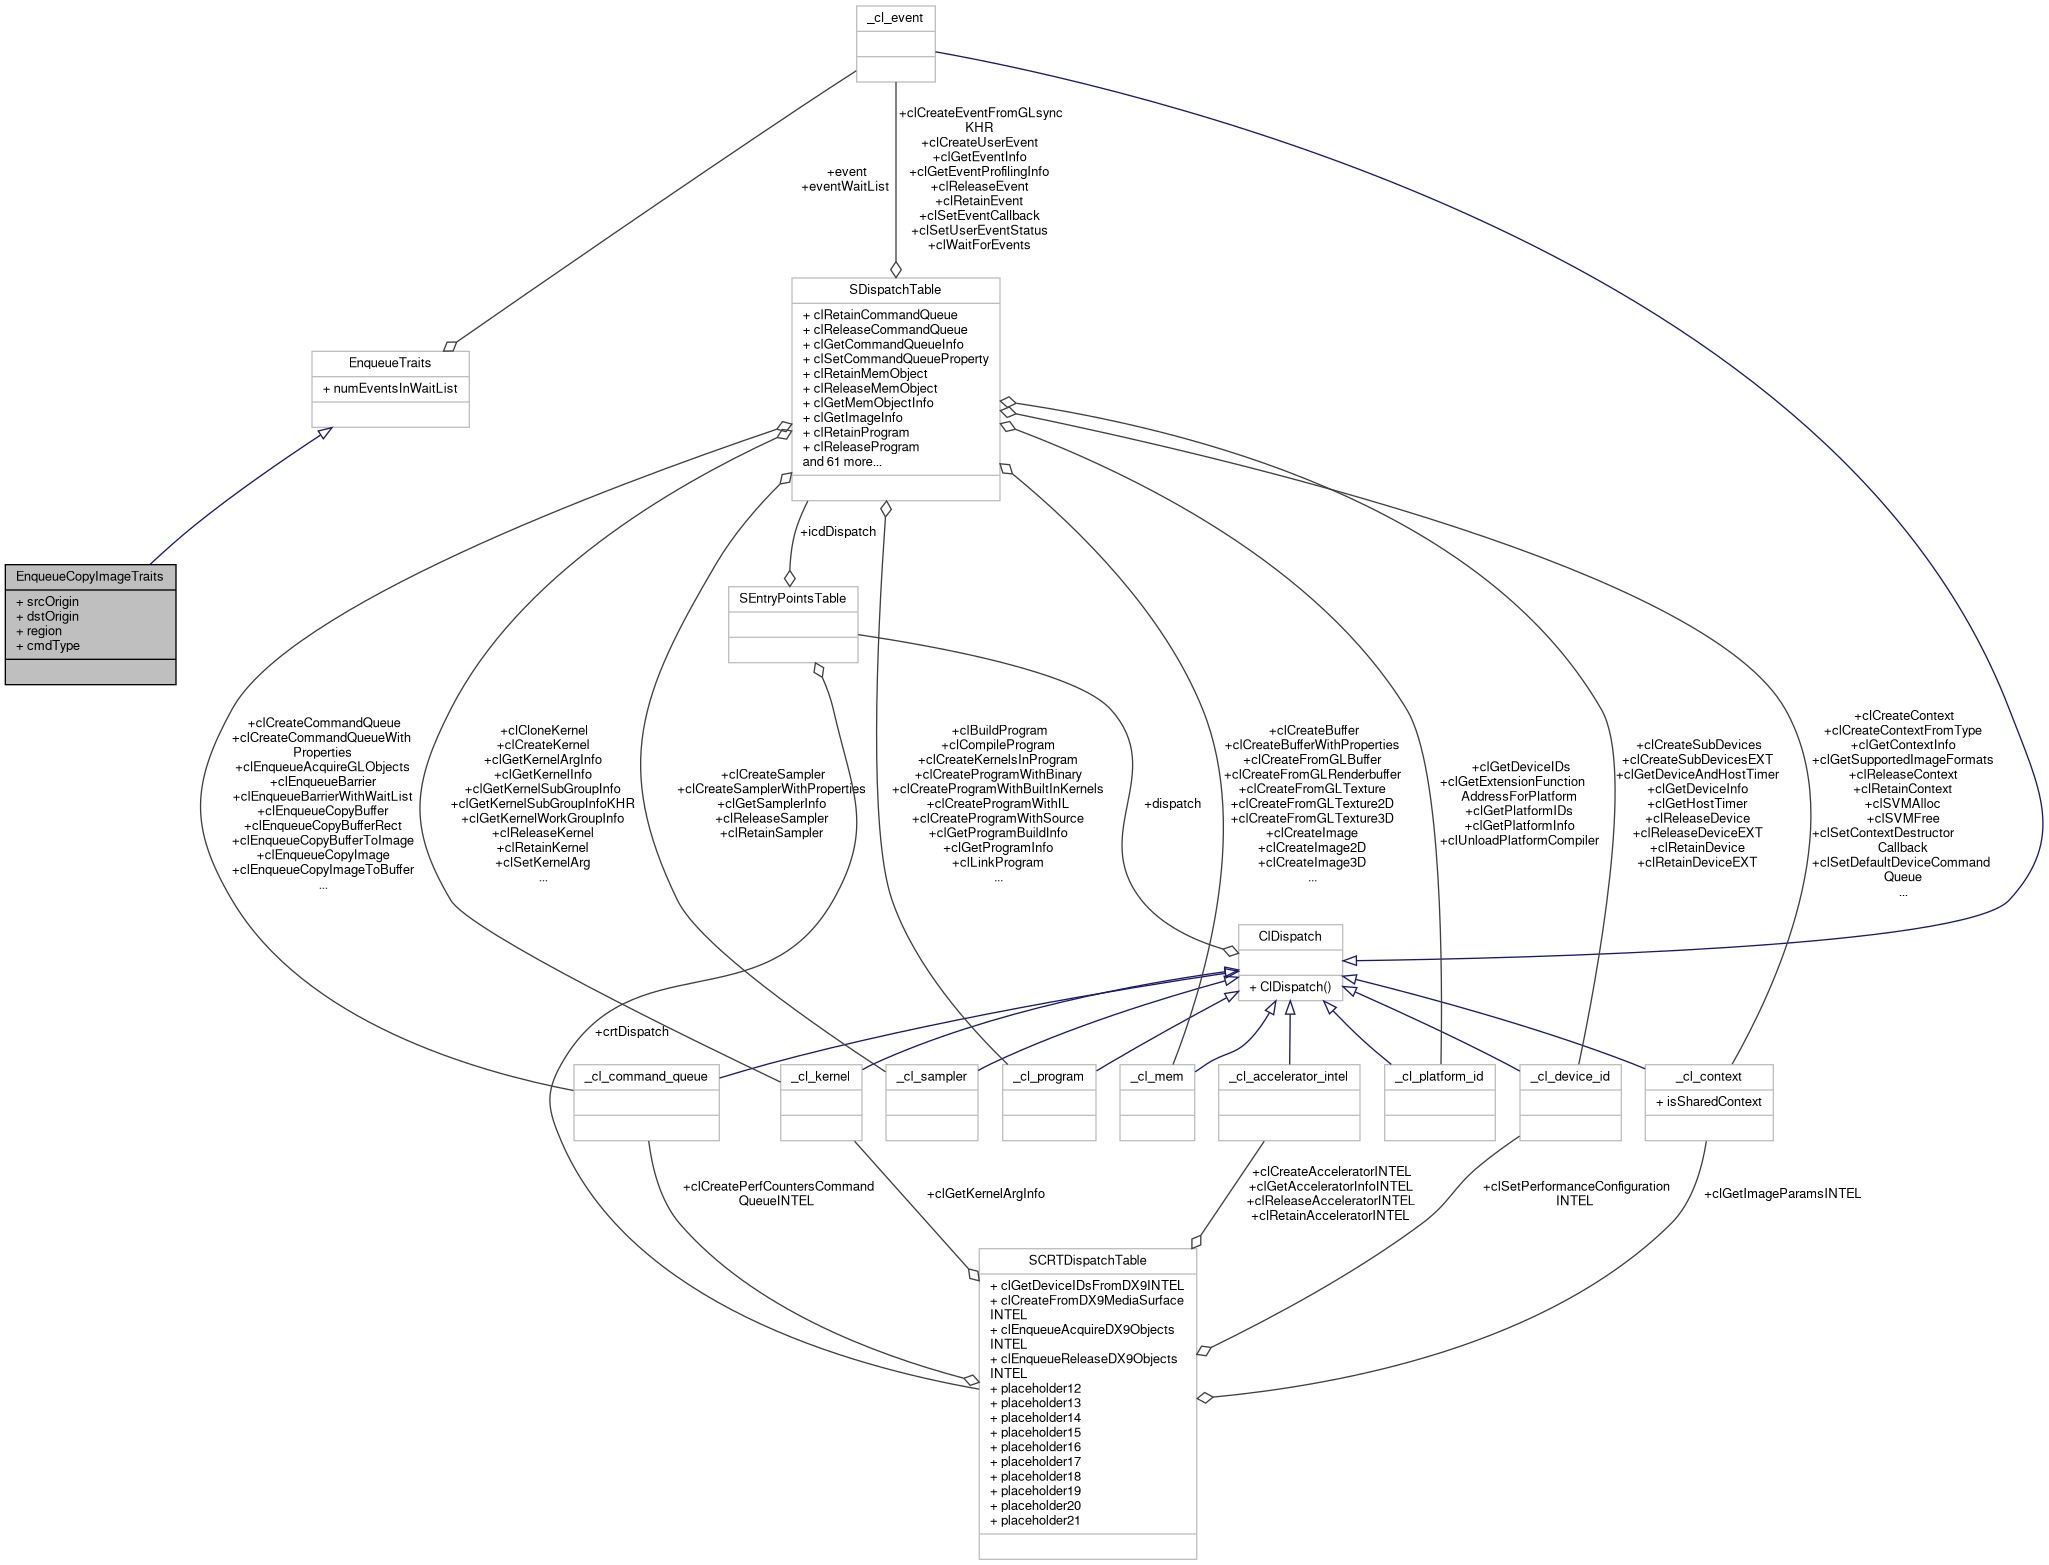 _cl_event
+clCreateEventFromGLsync
KHR
+clCreateUserEvent
+clGetEventInfo
+clGetEventProfilingInfo
+clReleaseEvent
+clRetainEvent
+clSetEventCallback
+clSetUserEventStatus
+clWaitForEvents
+event
+eventWaitList
SDispatchTable
+ clRetainCommandQueue
+ clReleaseCommandQueue
+ clGetCommandQueueInfo
+ clSetCommandQueueProperty
+ clRetainMemObject
+ clReleaseMemObject
+ clGetMemObjectInfo
+ clGetImageInfo
+ clRetainProgram
+ clReleaseProgram
and 61 more...
EnqueueTraits
+ numEventsInWaitList
+icdDispatch
EnqueueCopyImageTraits
+ srcOrigin
+ dstOrigin
+ region
+ cmdType
SEntryPointsTable
+clCreateCommandQueue
+clCreateCommandQueueWith
Properties
+clEnqueueAcquireGLObjects
+clEnqueueBarrier
+clEnqueueBarrierWithWaitList
+clEnqueueCopyBuffer
+clEnqueueCopyBufferRect
+clEnqueueCopyBufferToImage
+clEnqueueCopyImage
+clEnqueueCopyImageToBuffer
...
+clCloneKernel
+clCreateKernel
+clGetKernelArgInfo
+clGetKernelInfo
+clGetKernelSubGroupInfo
+clGetKernelSubGroupInfoKHR
+clGetKernelWorkGroupInfo
+clReleaseKernel
+clRetainKernel
+clSetKernelArg
...
+clCreateSampler
+clCreateSamplerWithProperties
+clGetSamplerInfo
+clReleaseSampler
+clRetainSampler
+clBuildProgram
+clCompileProgram
+clCreateKernelsInProgram
+clCreateProgramWithBinary
+clCreateProgramWithBuiltInKernels
+clCreateProgramWithIL
+clCreateProgramWithSource
+clGetProgramBuildInfo
+clGetProgramInfo
+clLinkProgram
...
+dispatch
+clCreateBuffer
+clCreateBufferWithProperties
+clCreateFromGLBuffer
+clCreateFromGLRenderbuffer
+clCreateFromGLTexture
+clCreateFromGLTexture2D
+clCreateFromGLTexture3D
+clCreateImage
+clCreateImage2D
+clCreateImage3D
...
+clGetDeviceIDs
+clGetExtensionFunction
AddressForPlatform
+clGetPlatformIDs
+clGetPlatformInfo
+clUnloadPlatformCompiler
+clCreateSubDevices
+clCreateSubDevicesEXT
+clGetDeviceAndHostTimer
+clGetDeviceInfo
+clGetHostTimer
+clReleaseDevice
+clReleaseDeviceEXT
+clRetainDevice
+clRetainDeviceEXT
+clCreateContext
+clCreateContextFromType
+clGetContextInfo
+clGetSupportedImageFormats
+clReleaseContext
+clRetainContext
+clSVMAlloc
+clSVMFree
+clSetContextDestructor
Callback
+clSetDefaultDeviceCommand
Queue
...
ClDispatch
+ ClDispatch()
+crtDispatch
_cl_command_queue
_cl_kernel
_cl_sampler
_cl_program
_cl_mem
_cl_accelerator_intel
_cl_platform_id
_cl_device_id
_cl_context
+ isSharedContext
+clCreatePerfCountersCommand
QueueINTEL
+clGetKernelArgInfo
+clCreateAcceleratorINTEL
+clGetAcceleratorInfoINTEL
+clReleaseAcceleratorINTEL
+clRetainAcceleratorINTEL
+clSetPerformanceConfiguration
INTEL
+clGetImageParamsINTEL
SCRTDispatchTable
+ clGetDeviceIDsFromDX9INTEL
+ clCreateFromDX9MediaSurface
INTEL
+ clEnqueueAcquireDX9Objects
INTEL
+ clEnqueueReleaseDX9Objects
INTEL
+ placeholder12
+ placeholder13
+ placeholder14
+ placeholder15
+ placeholder16
+ placeholder17
+ placeholder18
+ placeholder19
+ placeholder20
+ placeholder21